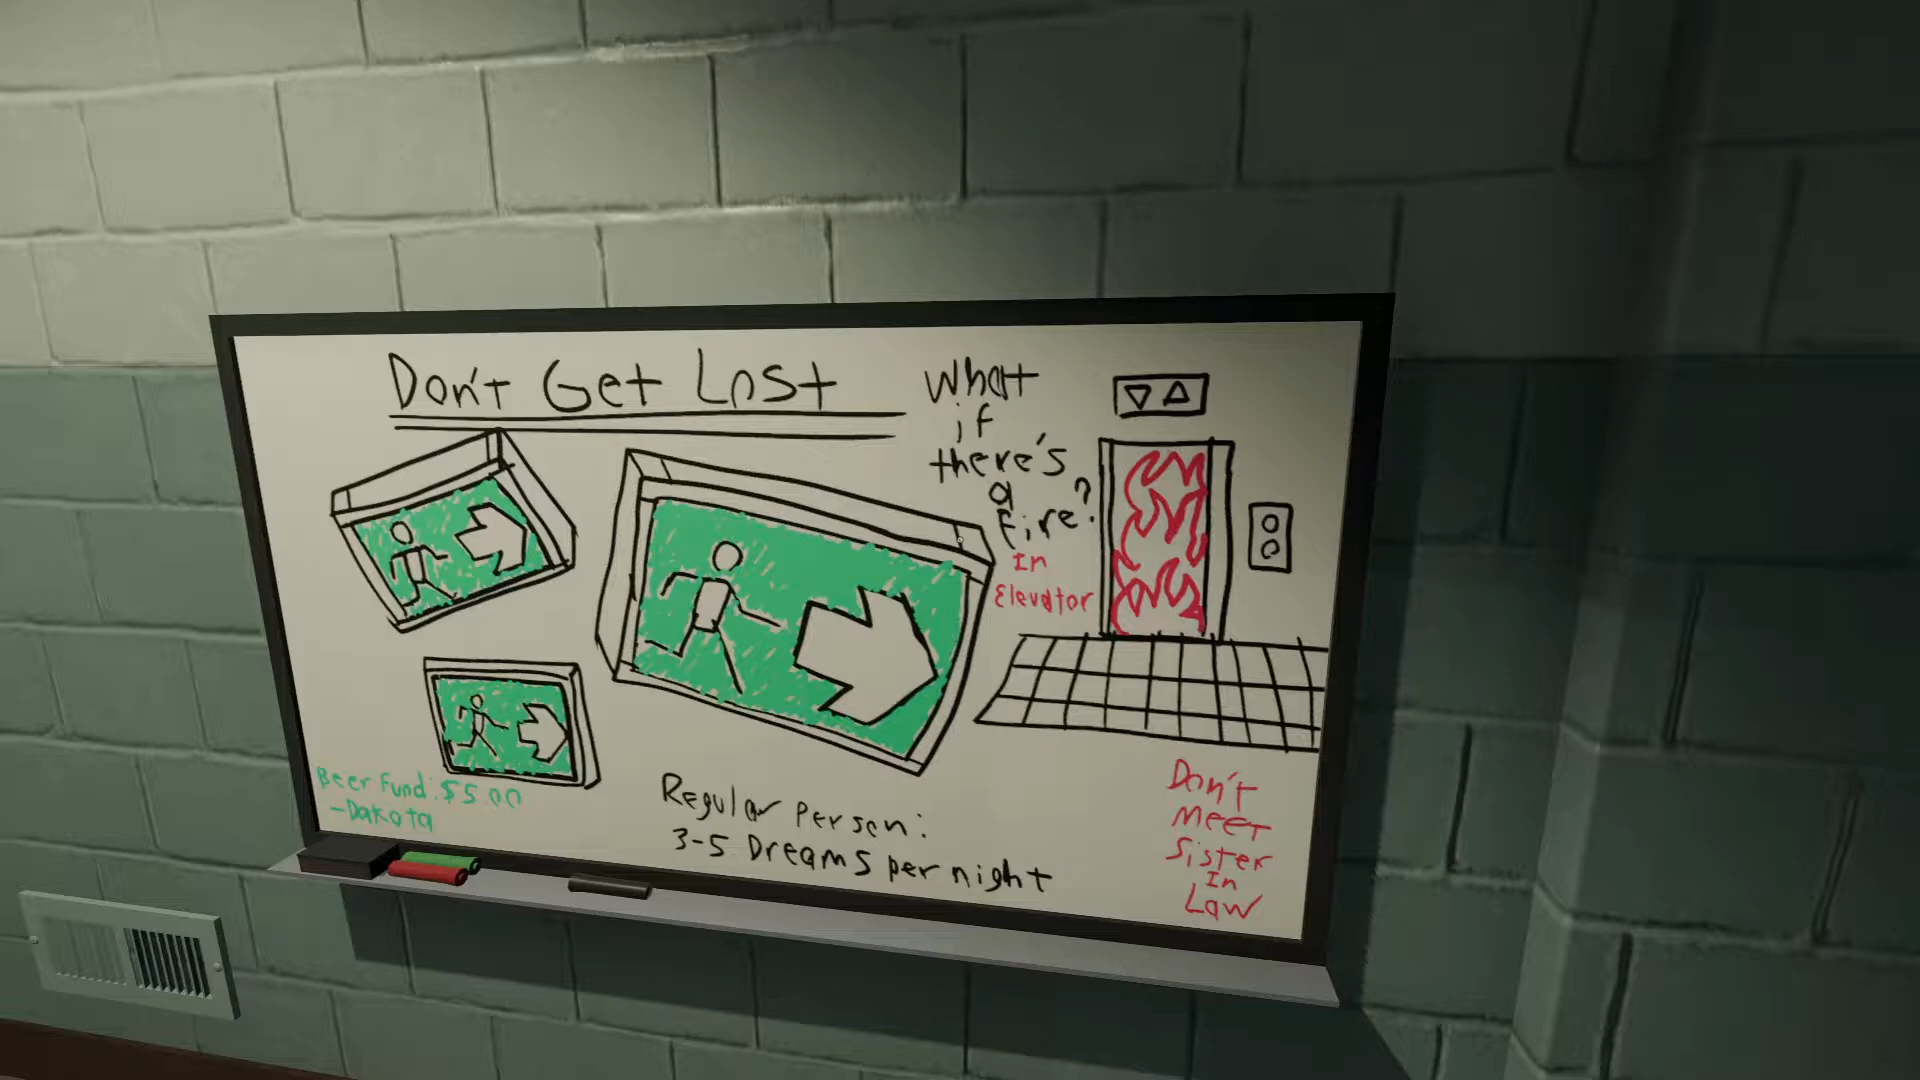 Don't Get Lost
What
if
there's
a
fire?
In
Elevator
Beer Fund: $5.00
-Dakota
Regular Person:
3-5 Dreams per night
Don't
Meet
Sister
In
Law